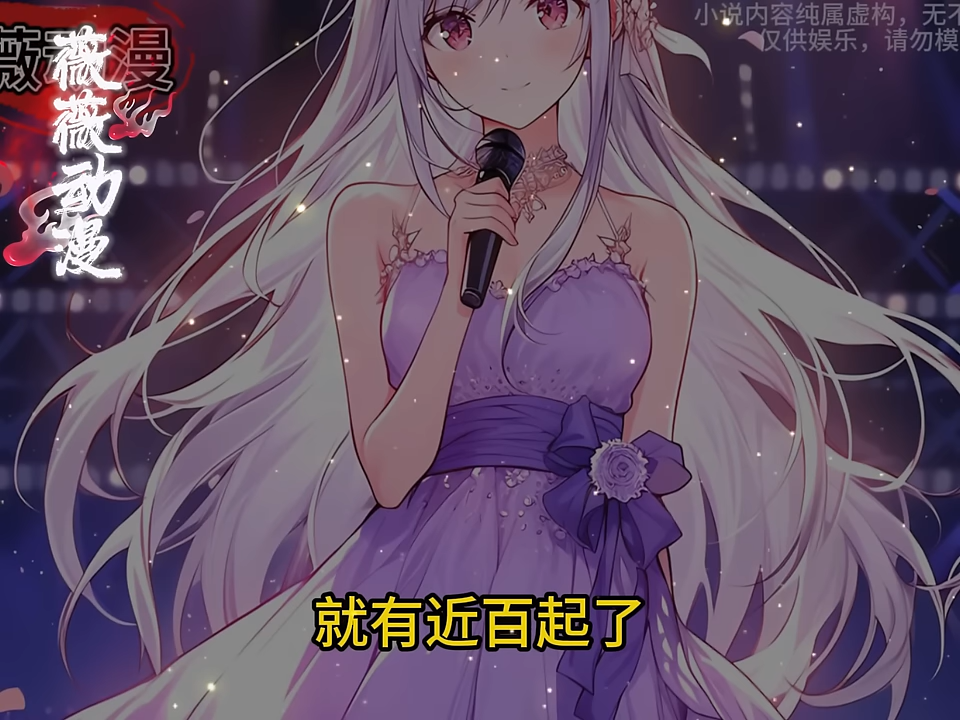 小说内容纯属虚构，无不
仅供娱乐，请勿模
薇动漫
薇薇动漫
就有近百起了